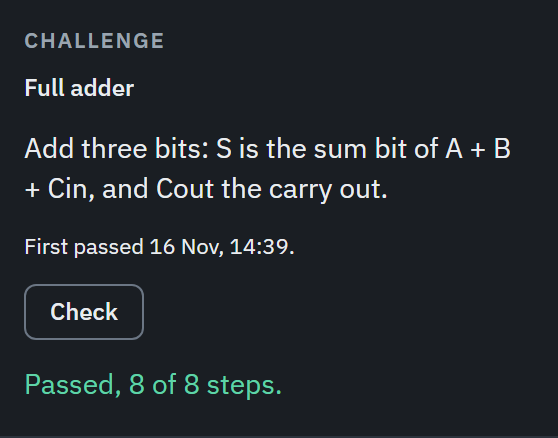 CHALLENGE
Full adder
Add three bits: S is the sum bit of A + B
+ Cin, and Cout the carry out.
First passed 16 Nov, 14:39.
Check
Passed, 8 of 8 steps.